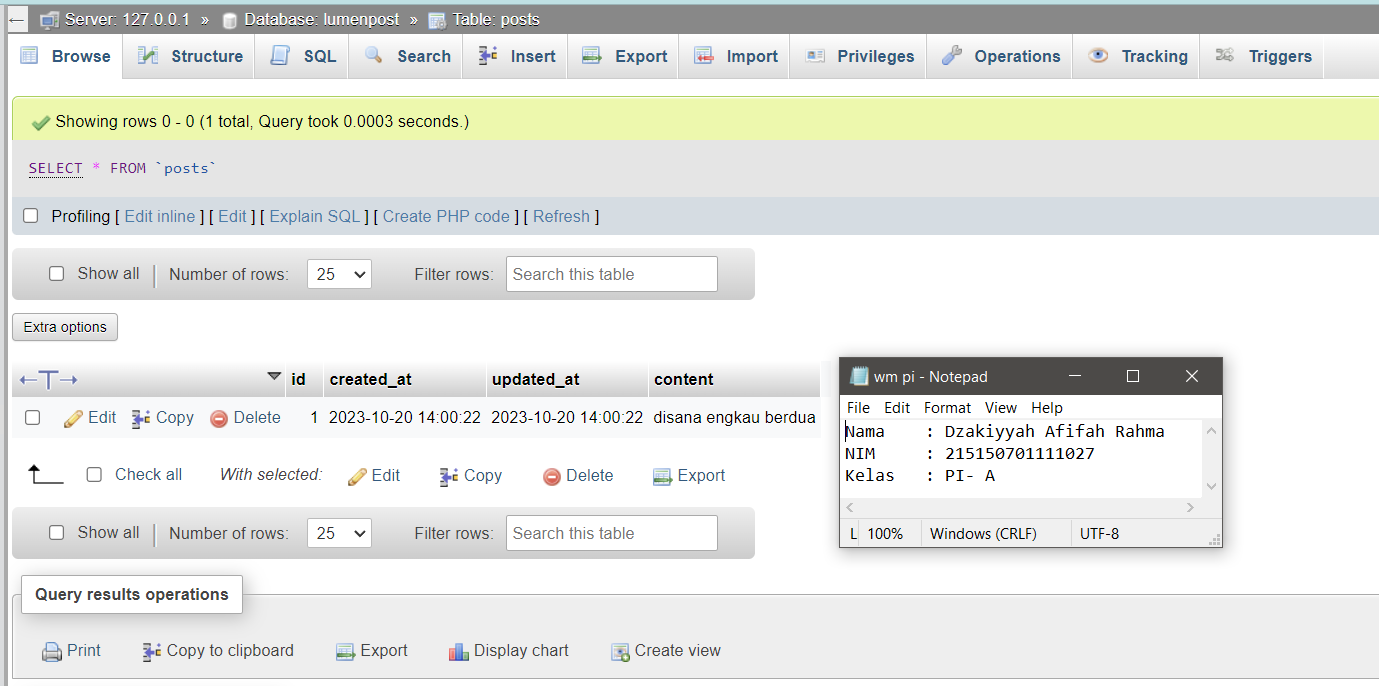 Server: 127.0.0.1 » Database: lumenpost » Table: posts
Browse Structure SQL Search Insert Export Import Privileges Operations Tracking Triggers
Showing rows 0 - 0 (1 total, Query took 0.0003 seconds.)
SELECT * FROM `posts`
Profiling [ Edit inline ] [ Edit ] [ Explain SQL ] [ Create PHP code ] [ Refresh ]
Show all Number of rows: 25 Filter rows: Search this table
Extra options
id created_at updated_at content
Edit Copy Delete 1 2023-10-20 14:00:22 2023-10-20 14:00:22 disana engkau berdua
Check all With selected: Edit Copy Delete Export
Show all Number of rows: 25 Filter rows: Search this table
Query results operations
Print Copy to clipboard Export Display chart Create view
wm pi - Notepad
File Edit Format View Help
Nama : Dzakiyyah Afifah Rahma
NIM : 215150701111027
Kelas : PI- A
L 100% Windows (CRLF) UTF-8